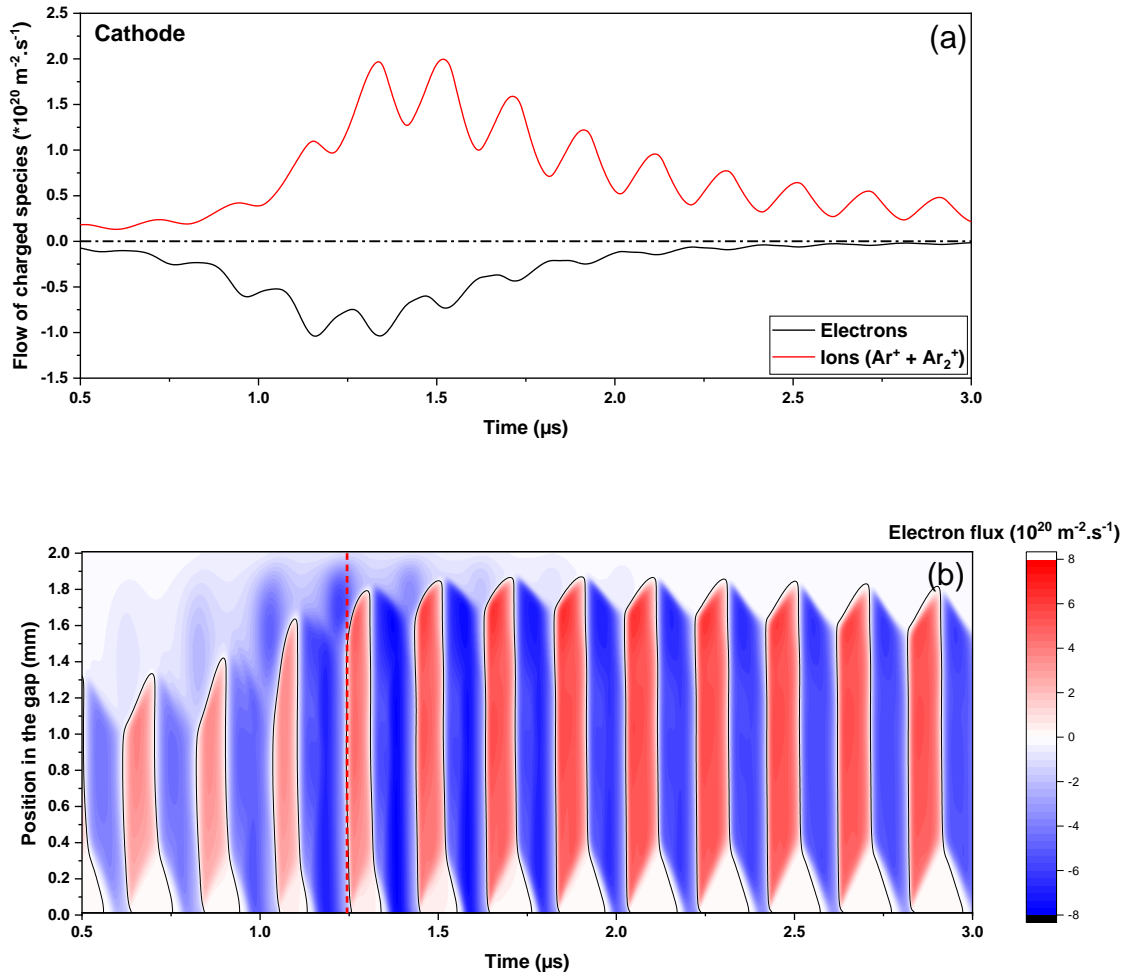 Cathode
(a)
Flow of charged species (*10²⁰ m⁻².s⁻¹)
2.5
2.0
1.5
1.0
0.5
0.0
-0.5
-1.0
-1.5
Electrons
Ions (Ar⁺ + Ar₂⁺)
0.5 1.0 1.5 2.0 2.5 3.0
Time (µs)
Electron flux (10²⁰ m⁻².s⁻¹)
(b)
Position in the gap (mm)
2.0
1.8
1.6
1.4
1.2
1.0
0.8
0.6
0.4
0.2
0.0
0.5 1.0 1.5 2.0 2.5 3.0
Time (µs)
8
6
4
2
0
-2
-4
-6
-8